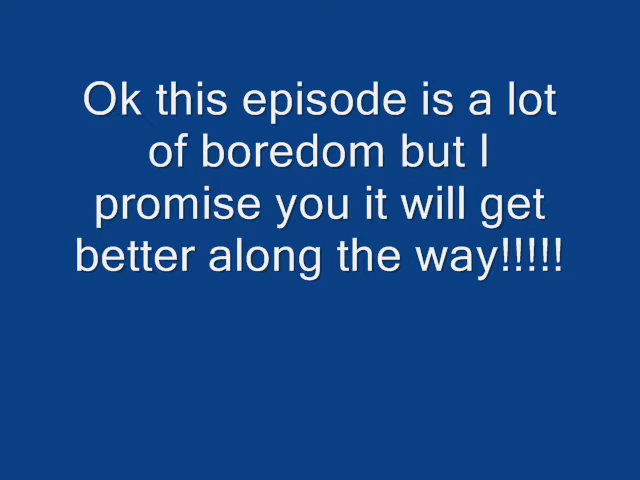 Ok this episode is a lot
of boredom but I
promise you it will get
better along the way!!!!!